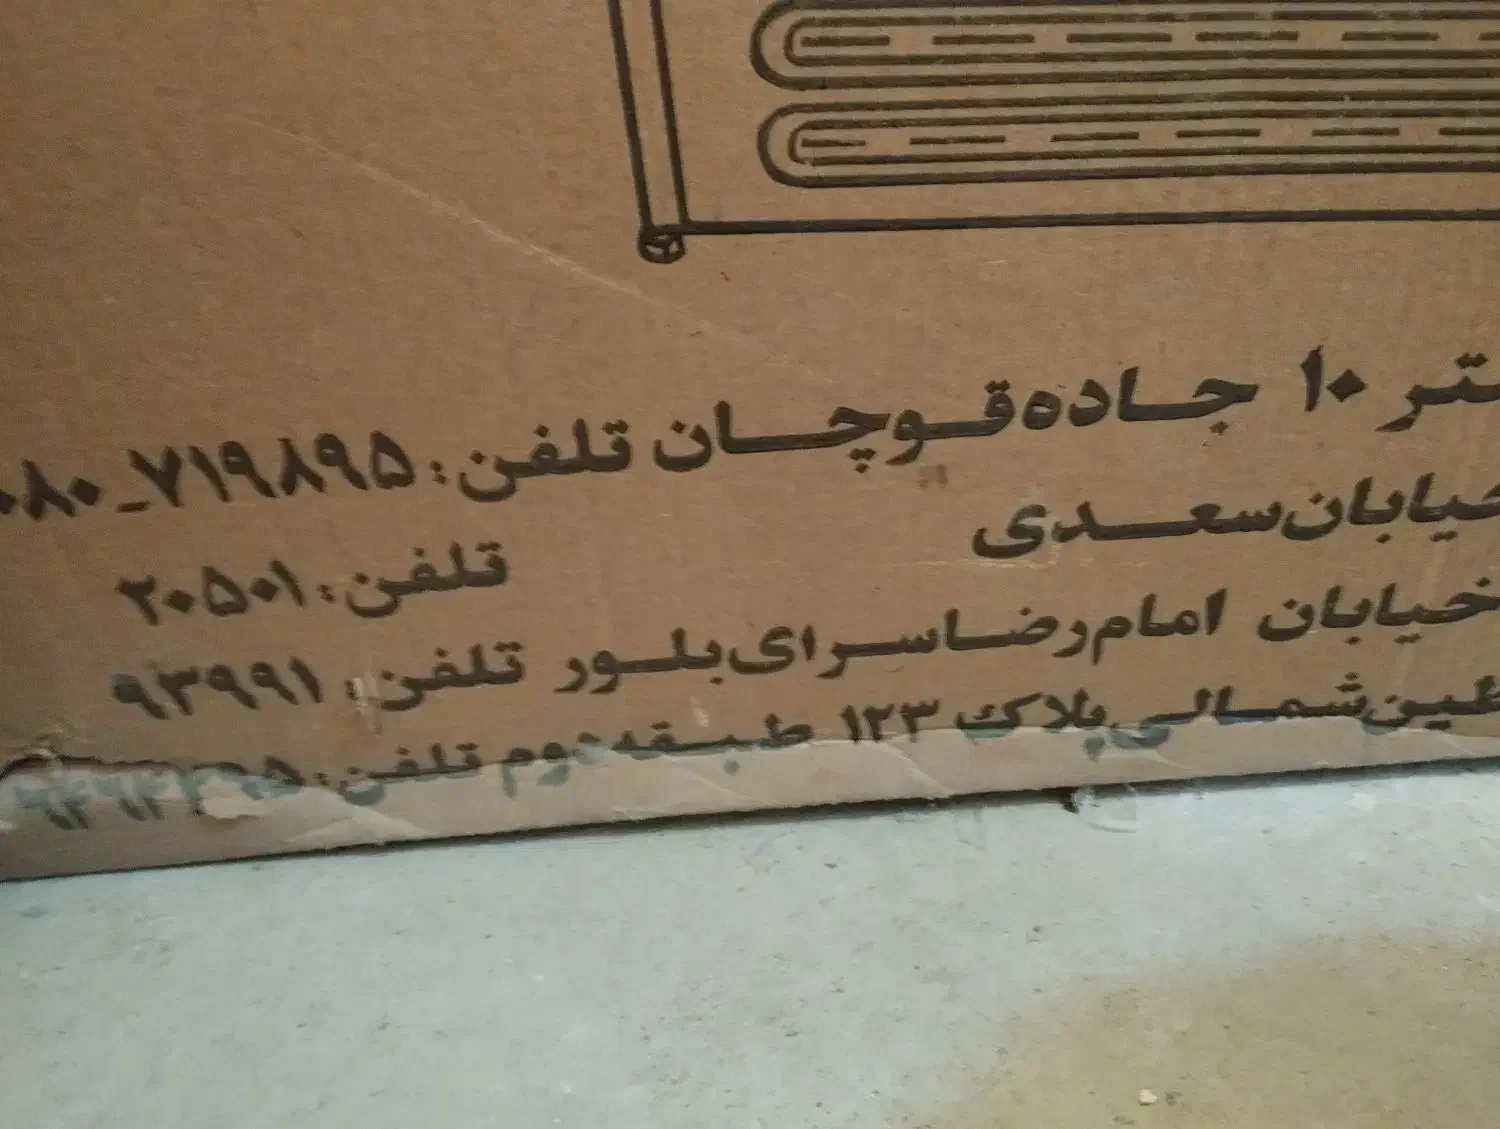 متر ۱۰ جاده قوچان تلفن: ۷۱۹۸۹۵_۰۸۰
خیابان سعدی تلفن: ۲۰۵۰۱
خیابان امام رضا سرای بلور تلفن: ۹۳۹۹۱
شمالی پلاک ۱۲۳ طبقه دوم تلفن: